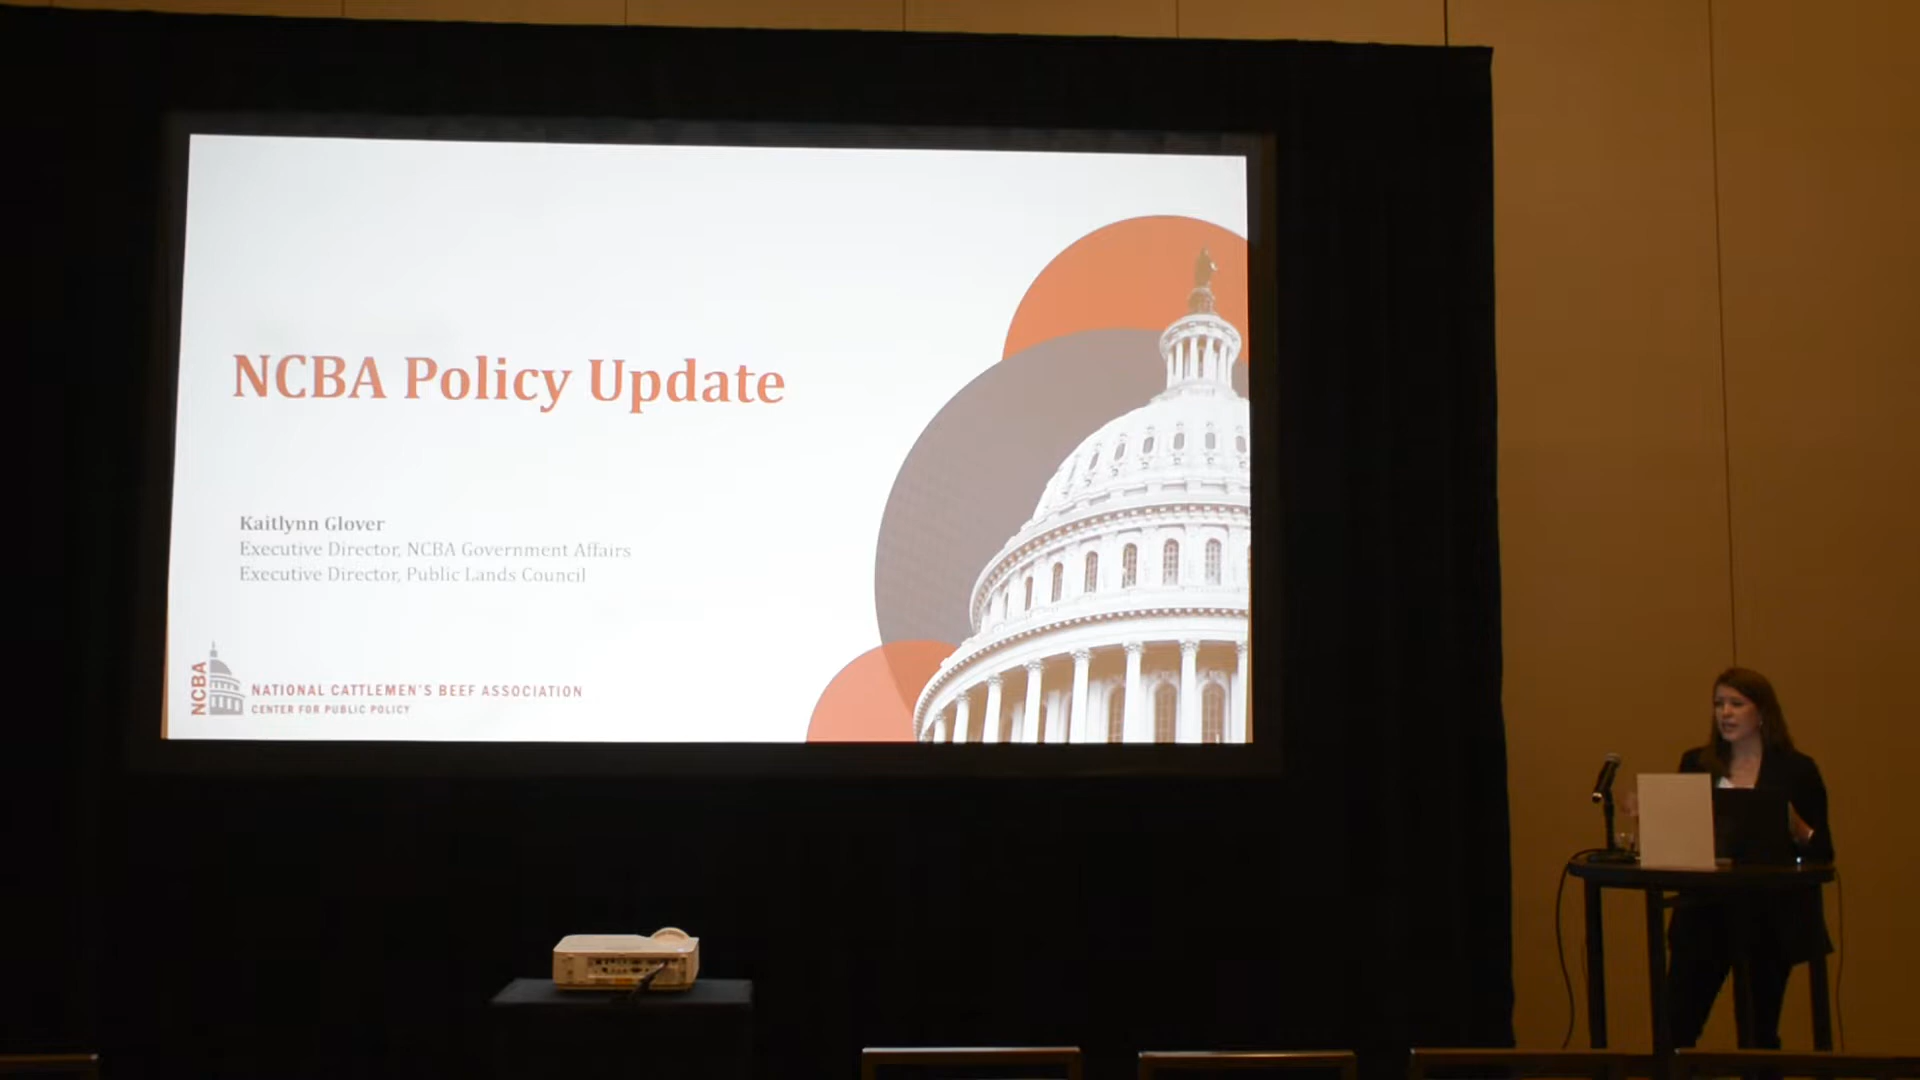 NCBA Policy Update
Kaitlynn Glover
Executive Director, NCBA Government Affairs
Executive Director, Public Lands Council
NCBA
NATIONAL CATTLEMEN'S BEEF ASSOCIATION
CENTER FOR PUBLIC POLICY